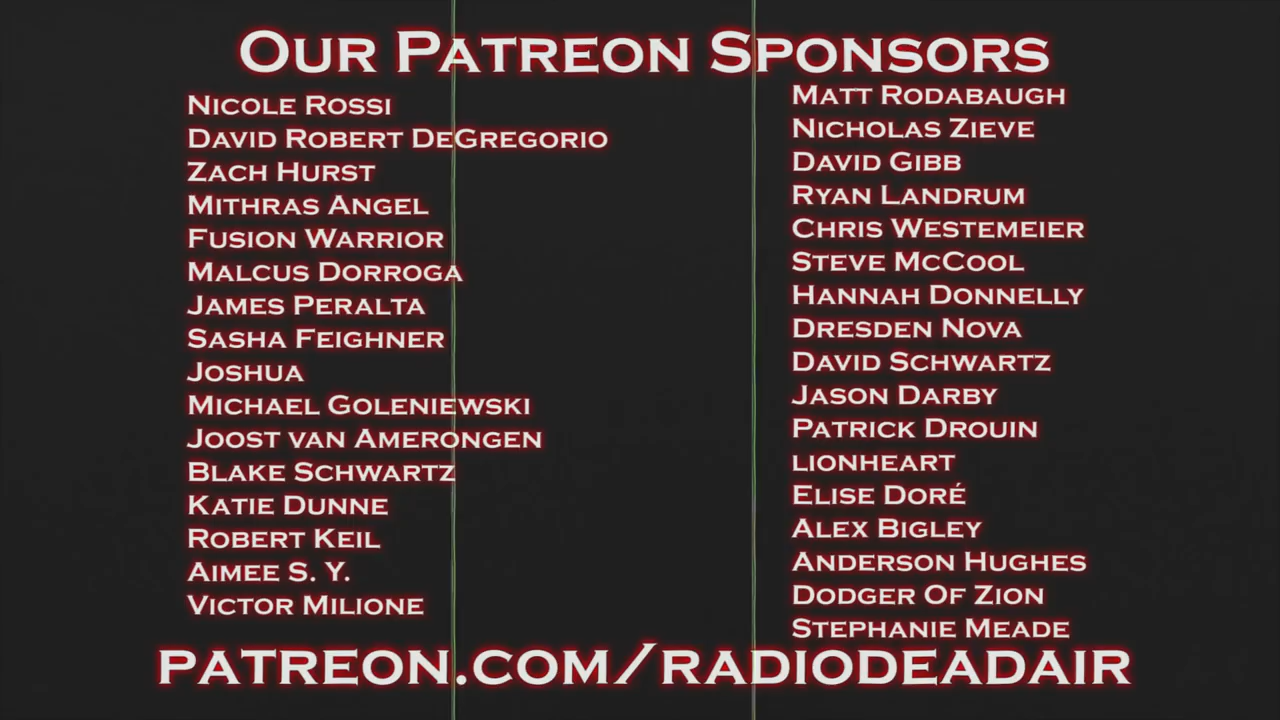 Our Patreon Sponsors
Nicole Rossi
David Robert DeGregorio
Zach Hurst
Mithras Angel
Fusion Warrior
Malcus Dorroga
James Peralta
Sasha Feighner
Joshua
Michael Goleniewski
Joost van Amerongen
Blake Schwartz
Katie Dunne
Robert Keil
Aimee S. Y.
Victor Milione
Matt Rodabaugh
Nicholas Zieve
David Gibb
Ryan Landrum
Chris Westemeier
Steve McCool
Hannah Donnelly
Dresden Nova
David Schwartz
Jason Darby
Patrick Drouin
lionheart
Elise Doré
Alex Bigley
Anderson Hughes
Dodger Of Zion
Stephanie Meade
patreon.com/radiodeadair